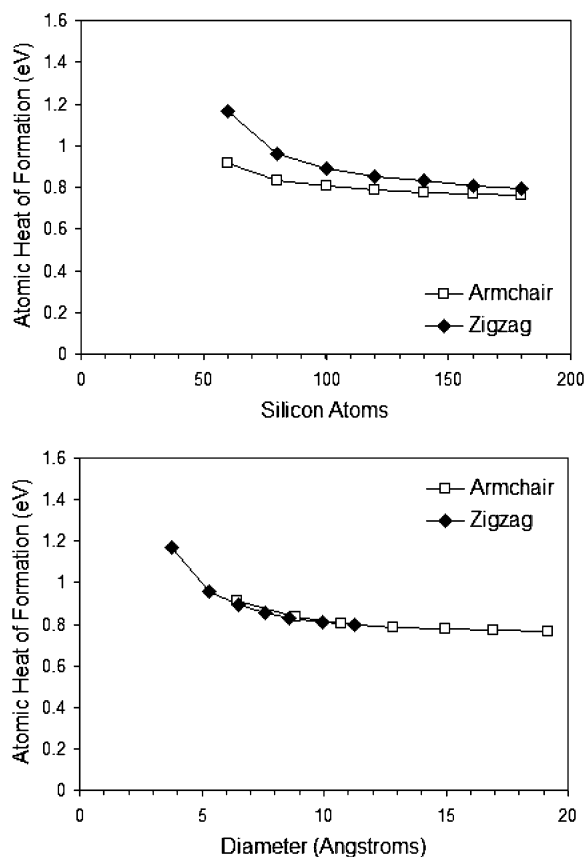 1.6
1.4
1.2
1
0.8
0.6
0.4
0.2
0
Atomic Heat of Formation (eV)
Armchair
Zigzag
0 50 100 150 200
Silicon Atoms
1.6
1.4
1.2
1
0.8
0.6
0.4
0.2
0
Atomic Heat of Formation (eV)
Armchair
Zigzag
0 5 10 15 20
Diameter (Angstroms)